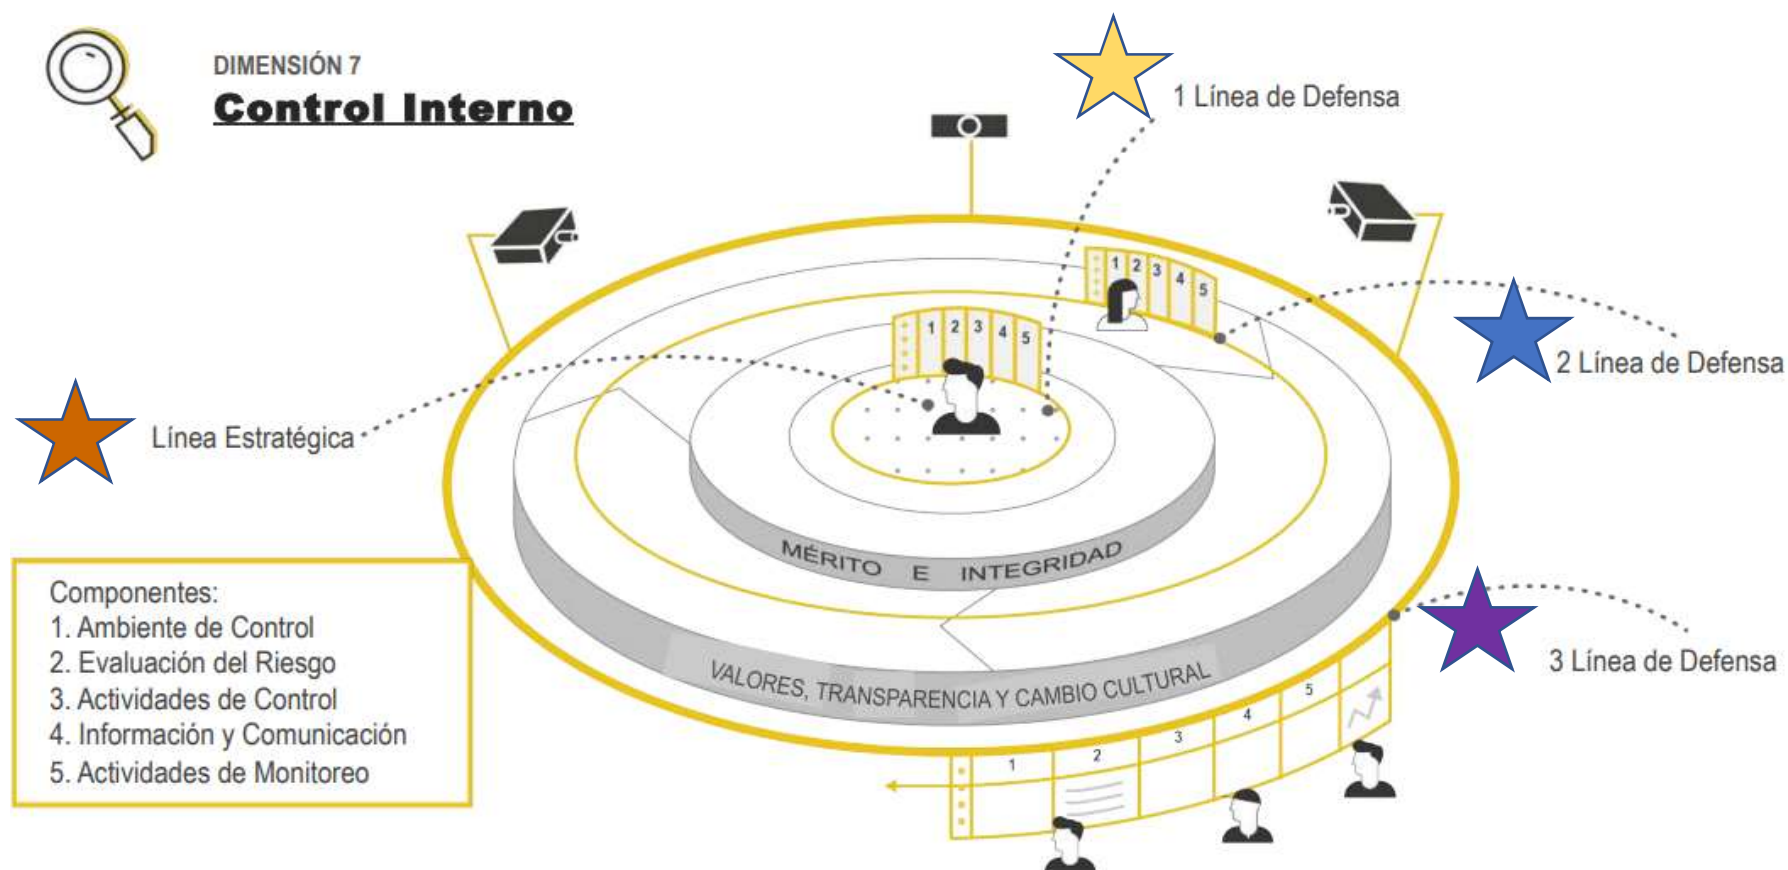 DIMENSIÓN 7
Control Interno
1 Línea de Defensa
1 2 3 4 5
1 2 3 4 5
2 Línea de Defensa
Línea Estratégica
MÉRITO E INTEGRIDAD
VALORES, TRANSPARENCIA Y CAMBIO CULTURAL
3 Línea de Defensa
1 2 3 4 5
Componentes:
1. Ambiente de Control
2. Evaluación del Riesgo
3. Actividades de Control
4. Información y Comunicación
5. Actividades de Monitoreo